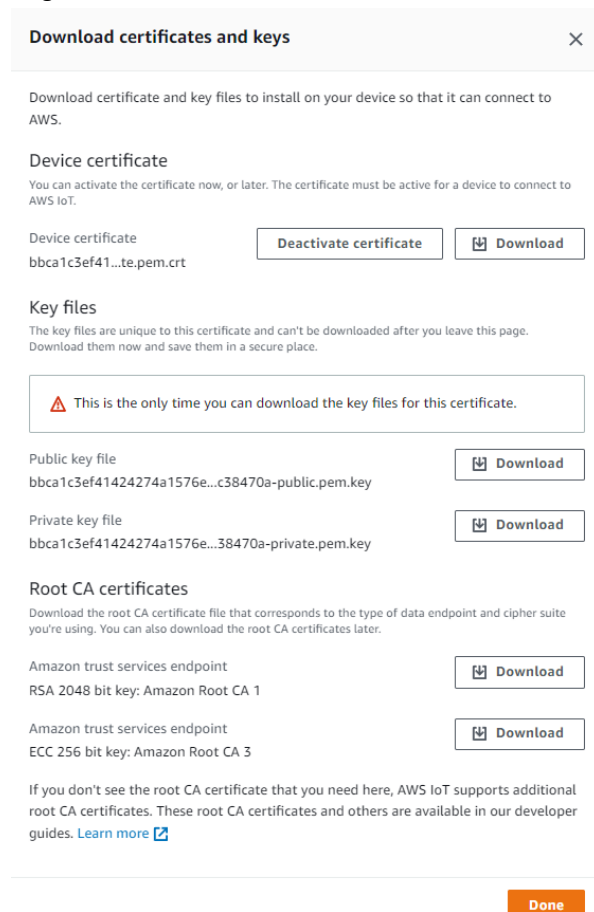 Download certificates and keys
Download certificate and key files to install on your device so that it can connect to
AWS.
Device certificate
You can activate the certificate now, or later. The certificate must be active for a device to connect to
AWS IoT.
Device certificate
bbca1c3ef41...te.pem.crt
Deactivate certificate
Download
Key files
The key files are unique to this certificate and can't be downloaded after you leave this page.
Download them now and save them in a secure place.
This is the only time you can download the key files for this certificate.
Public key file
bbca1c3ef41424274a1576e...c38470a-public.pem.key
Download
Private key file
bbca1c3ef41424274a1576e...38470a-private.pem.key
Download
Root CA certificates
Download the root CA certificate file that corresponds to the type of data endpoint and cipher suite
you're using. You can also download the root CA certificates later.
Amazon trust services endpoint
RSA 2048 bit key: Amazon Root CA 1
Download
Amazon trust services endpoint
ECC 256 bit key: Amazon Root CA 3
Download
If you don't see the root CA certificate that you need here, AWS IoT supports additional
root CA certificates. These root CA certificates and others are available in our developer
guides. Learn more
Done